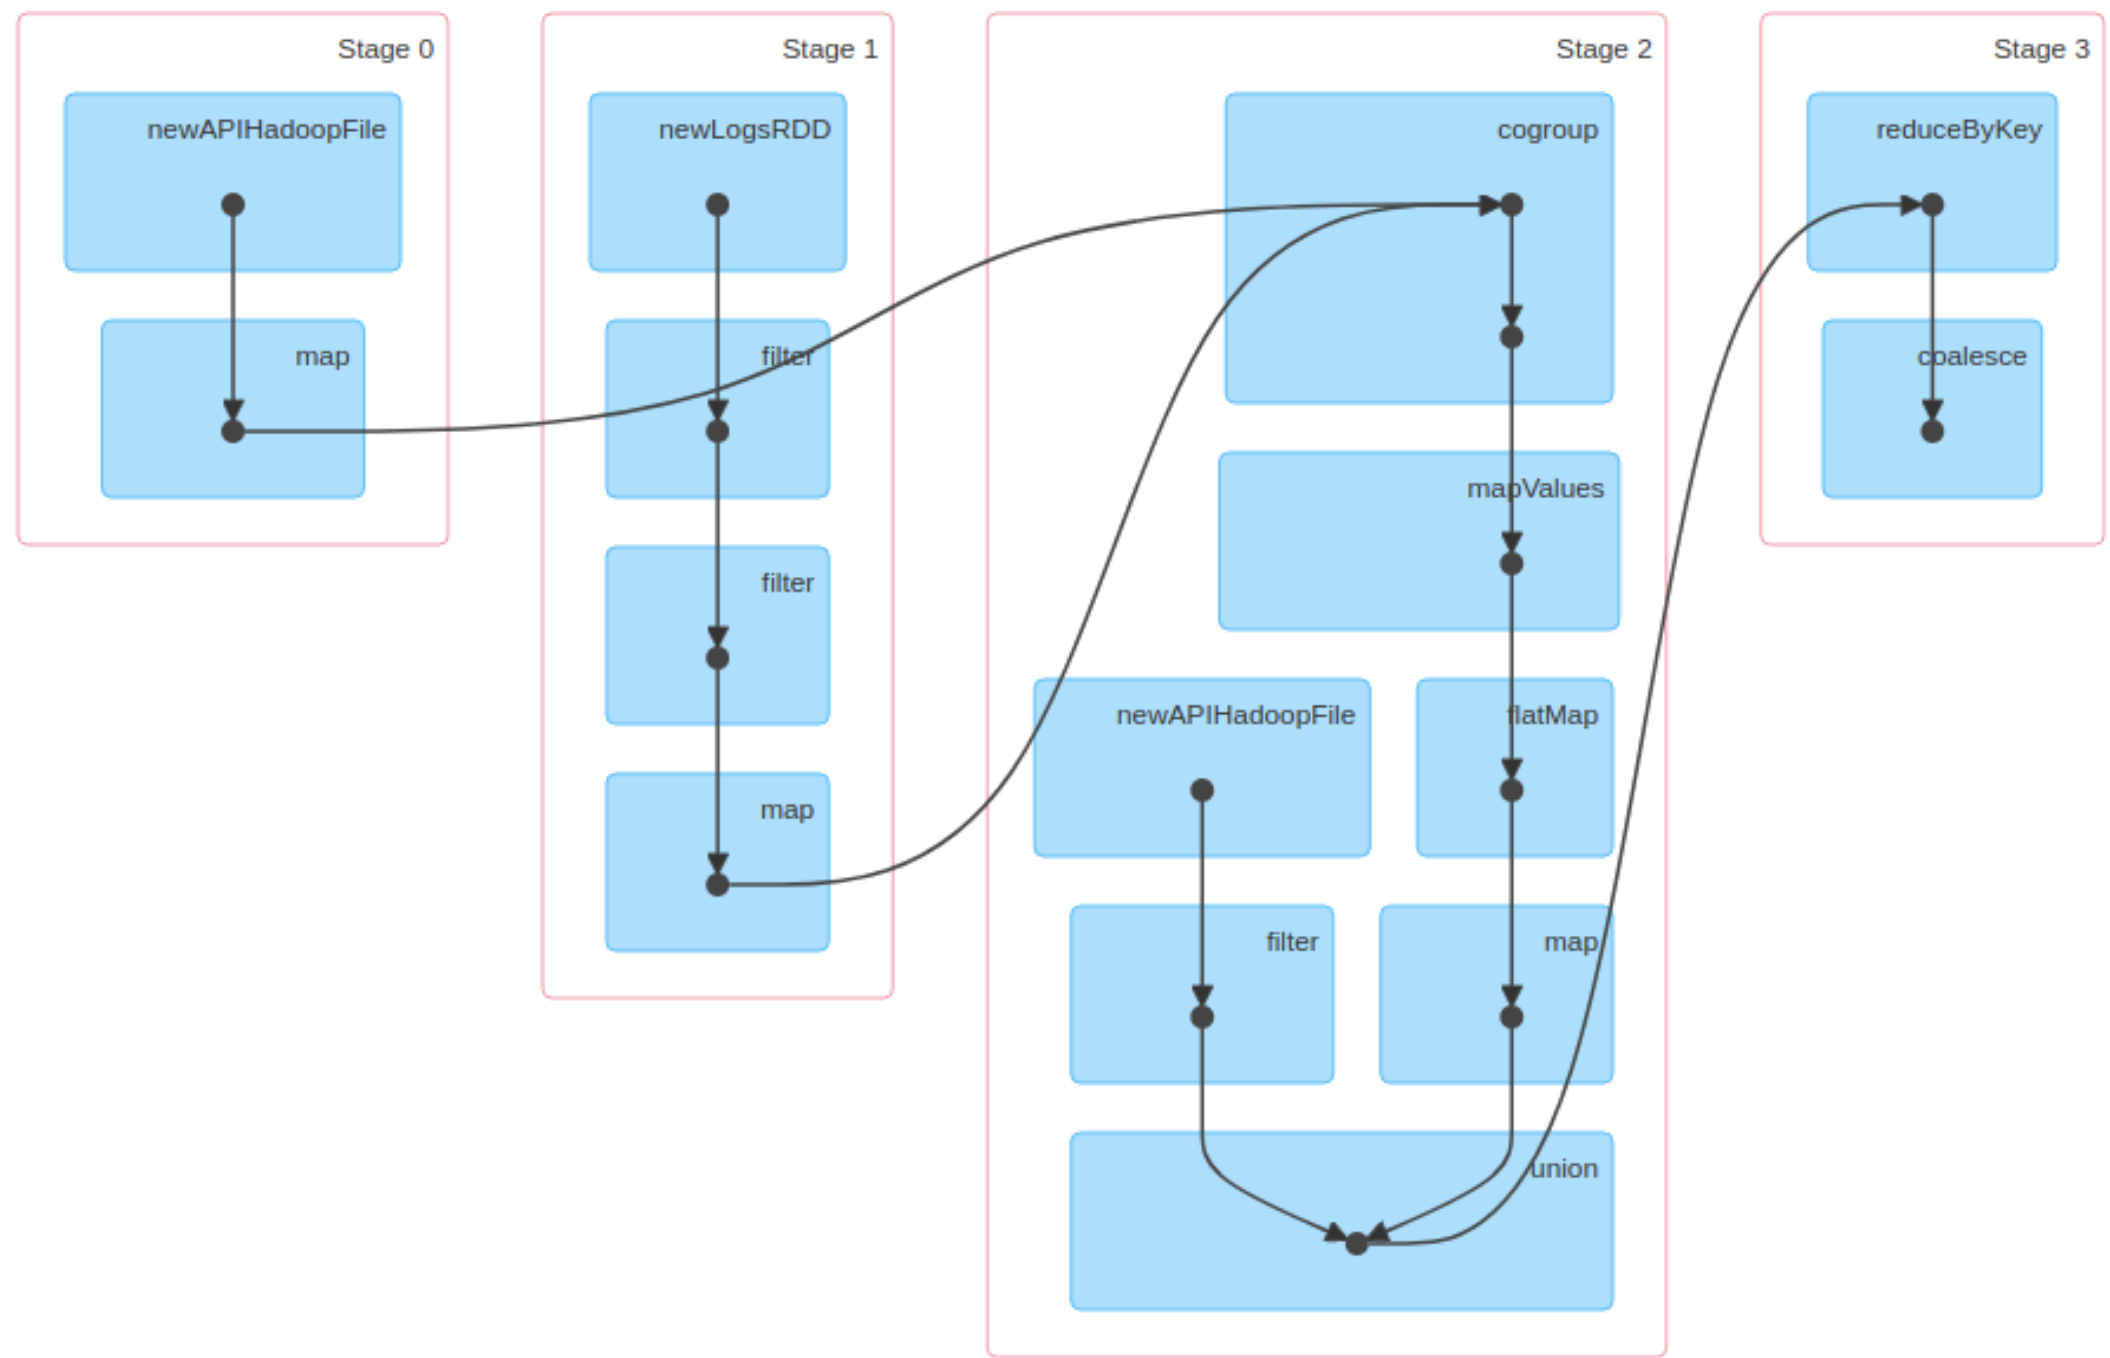 Stage 0
newAPIHadoopFile
map
Stage 1
newLogsRDD
filter
filter
map
Stage 2
cogroup
mapValues
newAPIHadoopFile
flatMap
filter
map
union
Stage 3
reduceByKey
coalesce